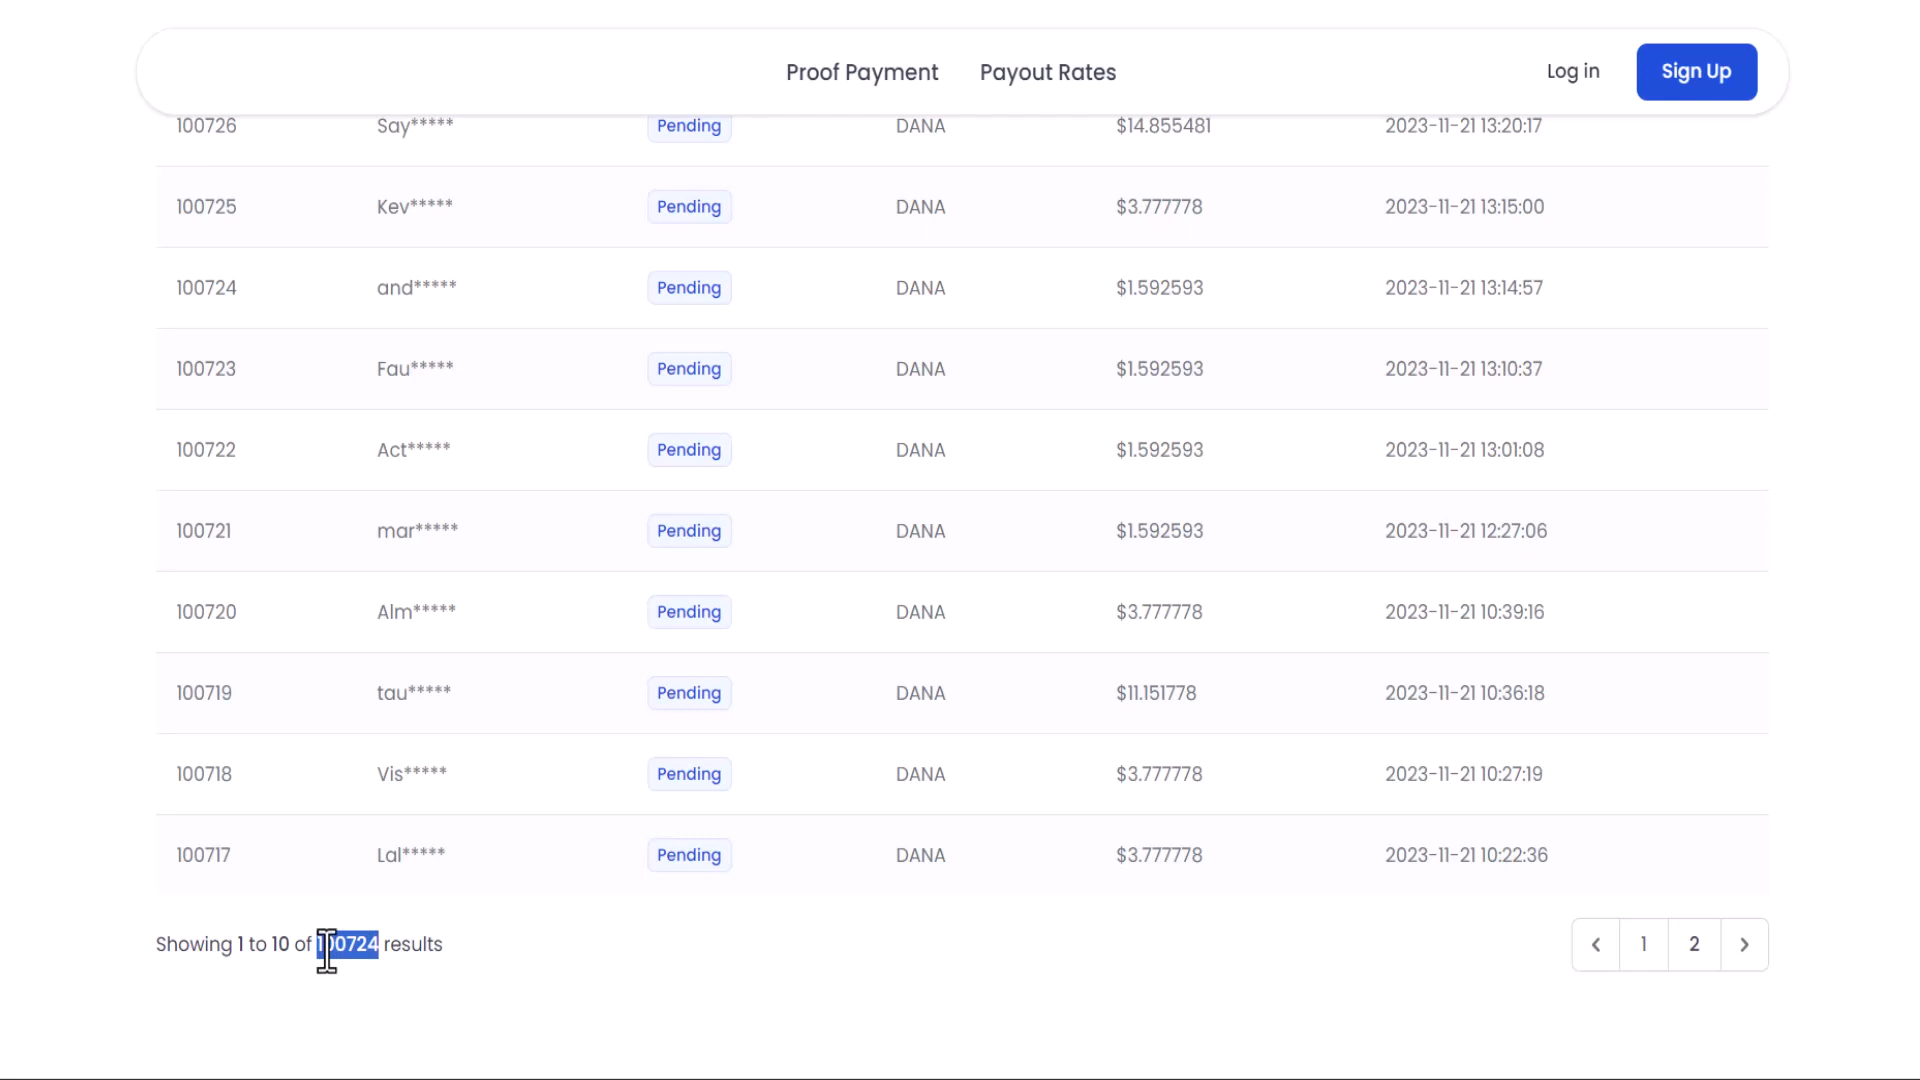 Proof Payment Payout Rates Log in Sign Up
100726 Say***** Pending DANA $14.855481 2023-11-21 13:20:17
100725 Kev***** Pending DANA $3.777778 2023-11-21 13:15:00
100724 and***** Pending DANA $1.592593 2023-11-21 13:14:57
100723 Fau***** Pending DANA $1.592593 2023-11-21 13:10:37
100722 Act***** Pending DANA $1.592593 2023-11-21 13:01:08
100721 mar***** Pending DANA $1.592593 2023-11-21 12:27:06
100720 Alm***** Pending DANA $3.777778 2023-11-21 10:39:16
100719 tau***** Pending DANA $11.151778 2023-11-21 10:36:18
100718 Vis***** Pending DANA $3.777778 2023-11-21 10:27:19
100717 Lal***** Pending DANA $3.777778 2023-11-21 10:22:36
Showing 1 to 10 of 100724 results 1 2